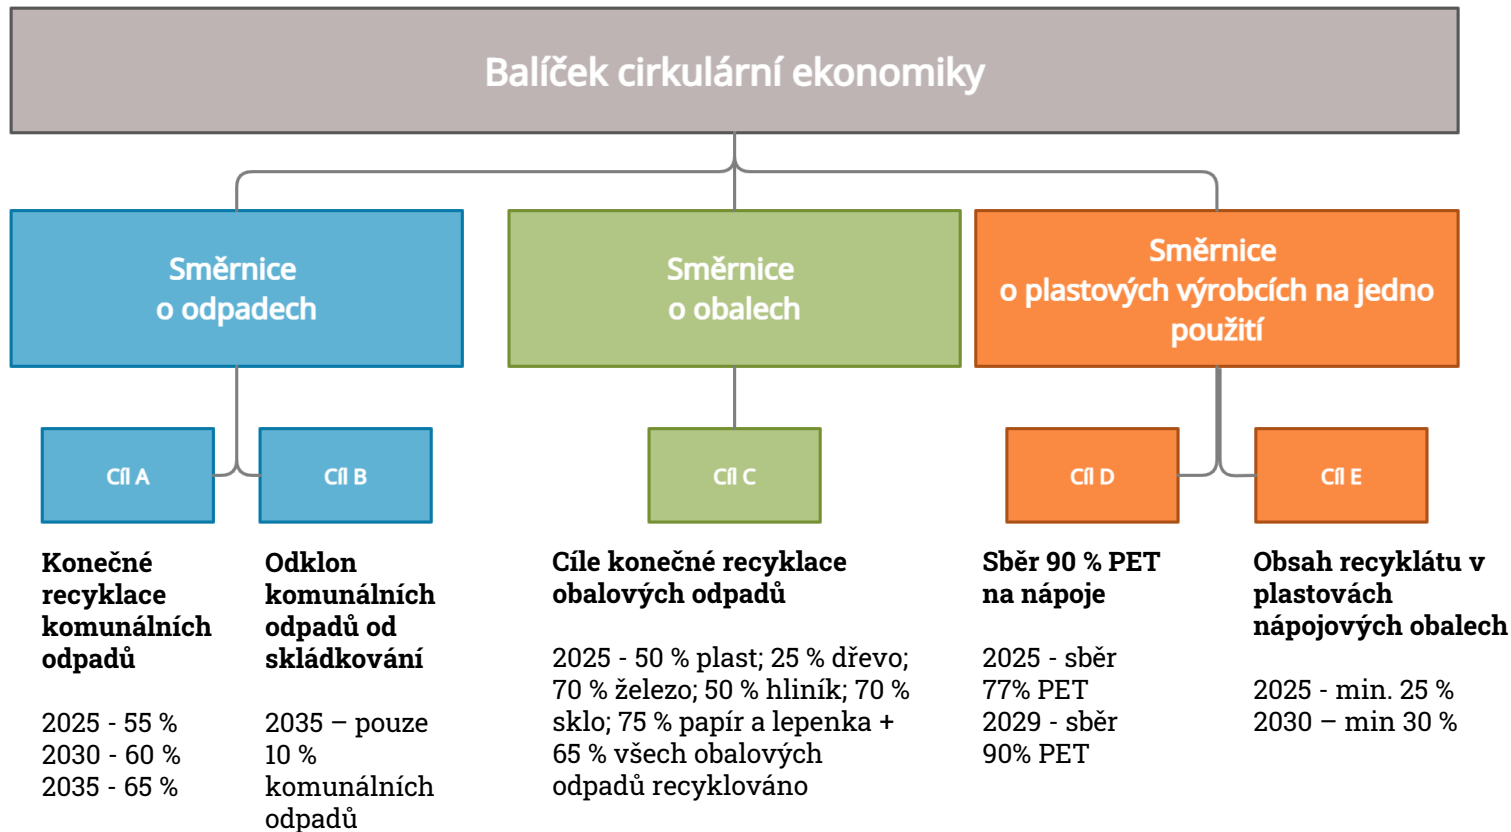 Balíček cirkulární ekonomiky
Směrnice
o odpadech
Směrnice
o obalech
Směrnice
o plastových výrobcích na jedno
použití
Cíl A
Cíl B
Cíl C
Cíl D
Cíl E
Konečné
recyklace
komunálních
odpadů
2025 - 55 %
2030 - 60 %
2035 - 65 %
Odklon
komunálních
odpadů od
skládkování
2035 – pouze
10 %
komunálních
odpadů
Cíle konečné recyklace
obalových odpadů
2025 - 50 % plast; 25 % dřevo;
70 % železo; 50 % hliník; 70 %
sklo; 75 % papír a lepenka +
65 % všech obalových
odpadů recyklováno
Sběr 90 % PET
na nápoje
2025 - sběr
77% PET
2029 - sběr
90% PET
Obsah recyklátu v
plastovách
nápojových obalech
2025 - min. 25 %
2030 – min 30 %